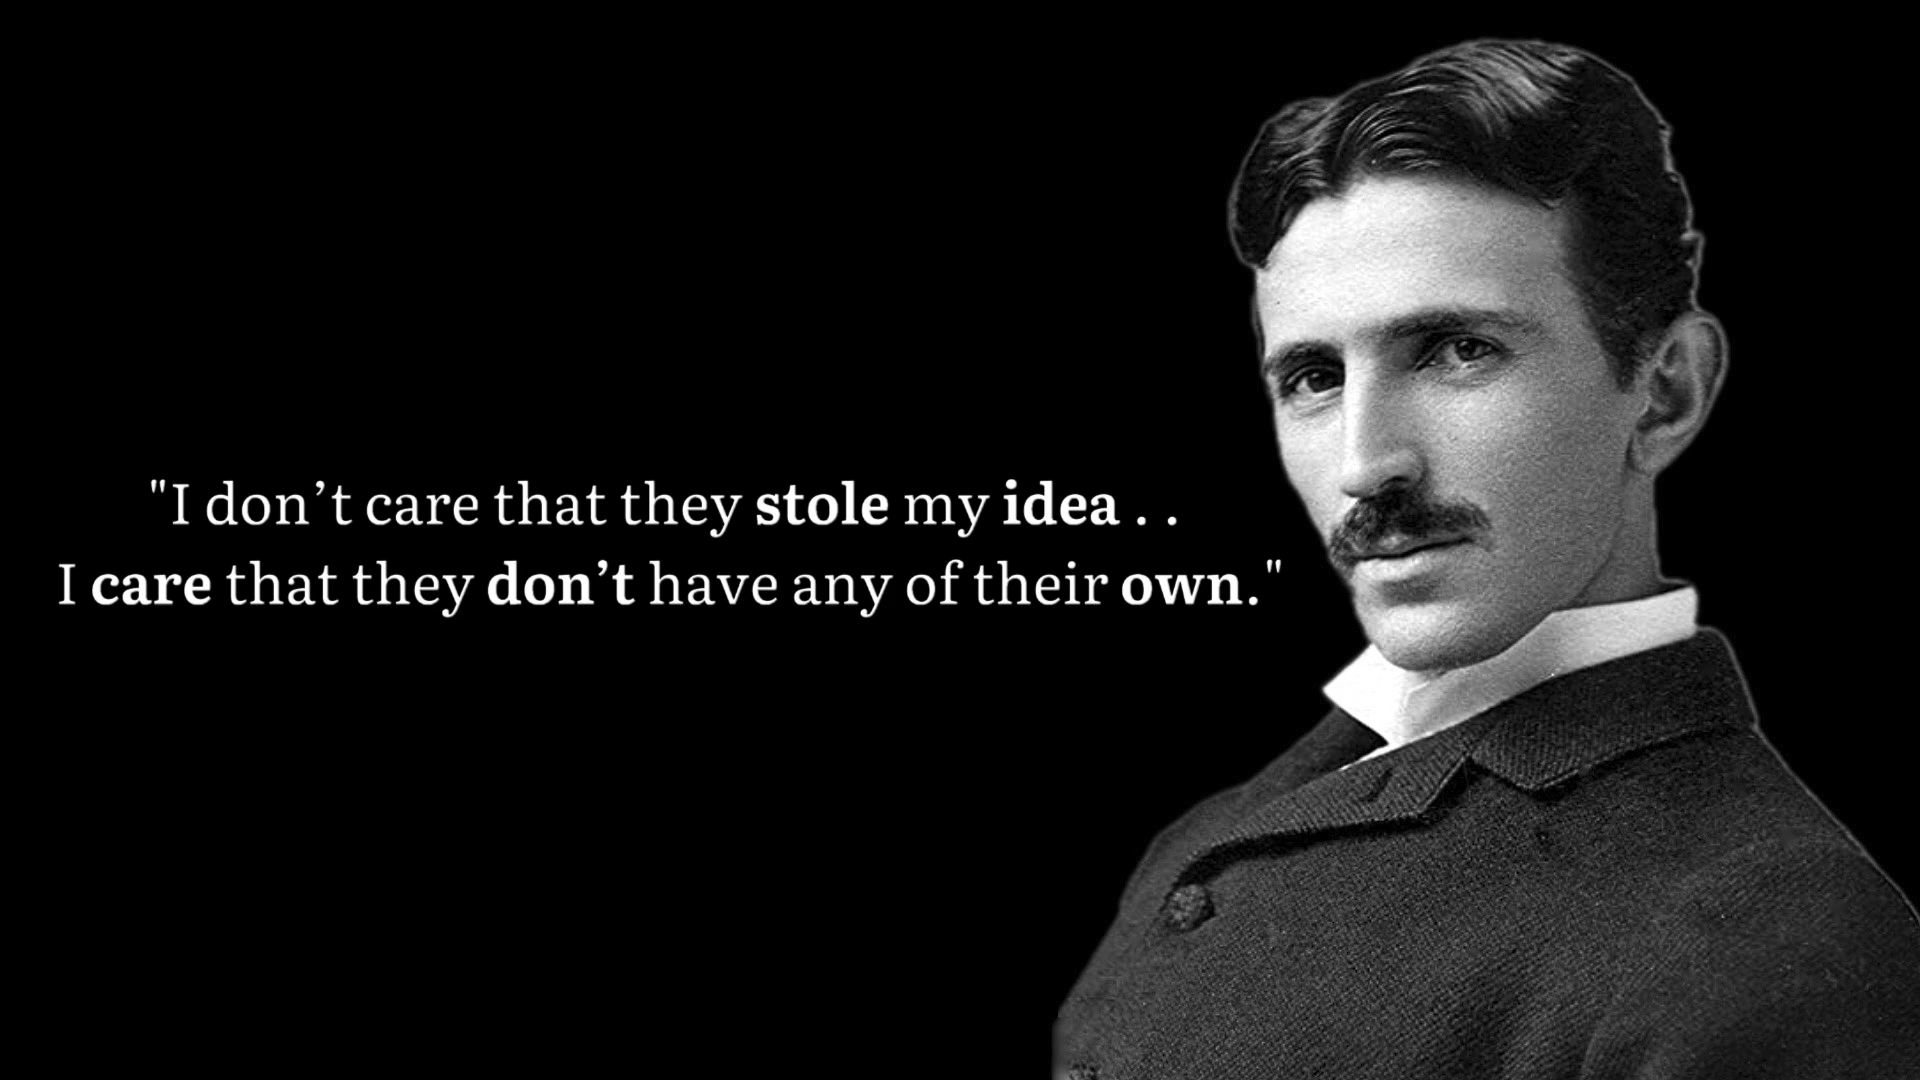 "I don’t care that they stole my idea . .
I care that they don’t have any of their own."